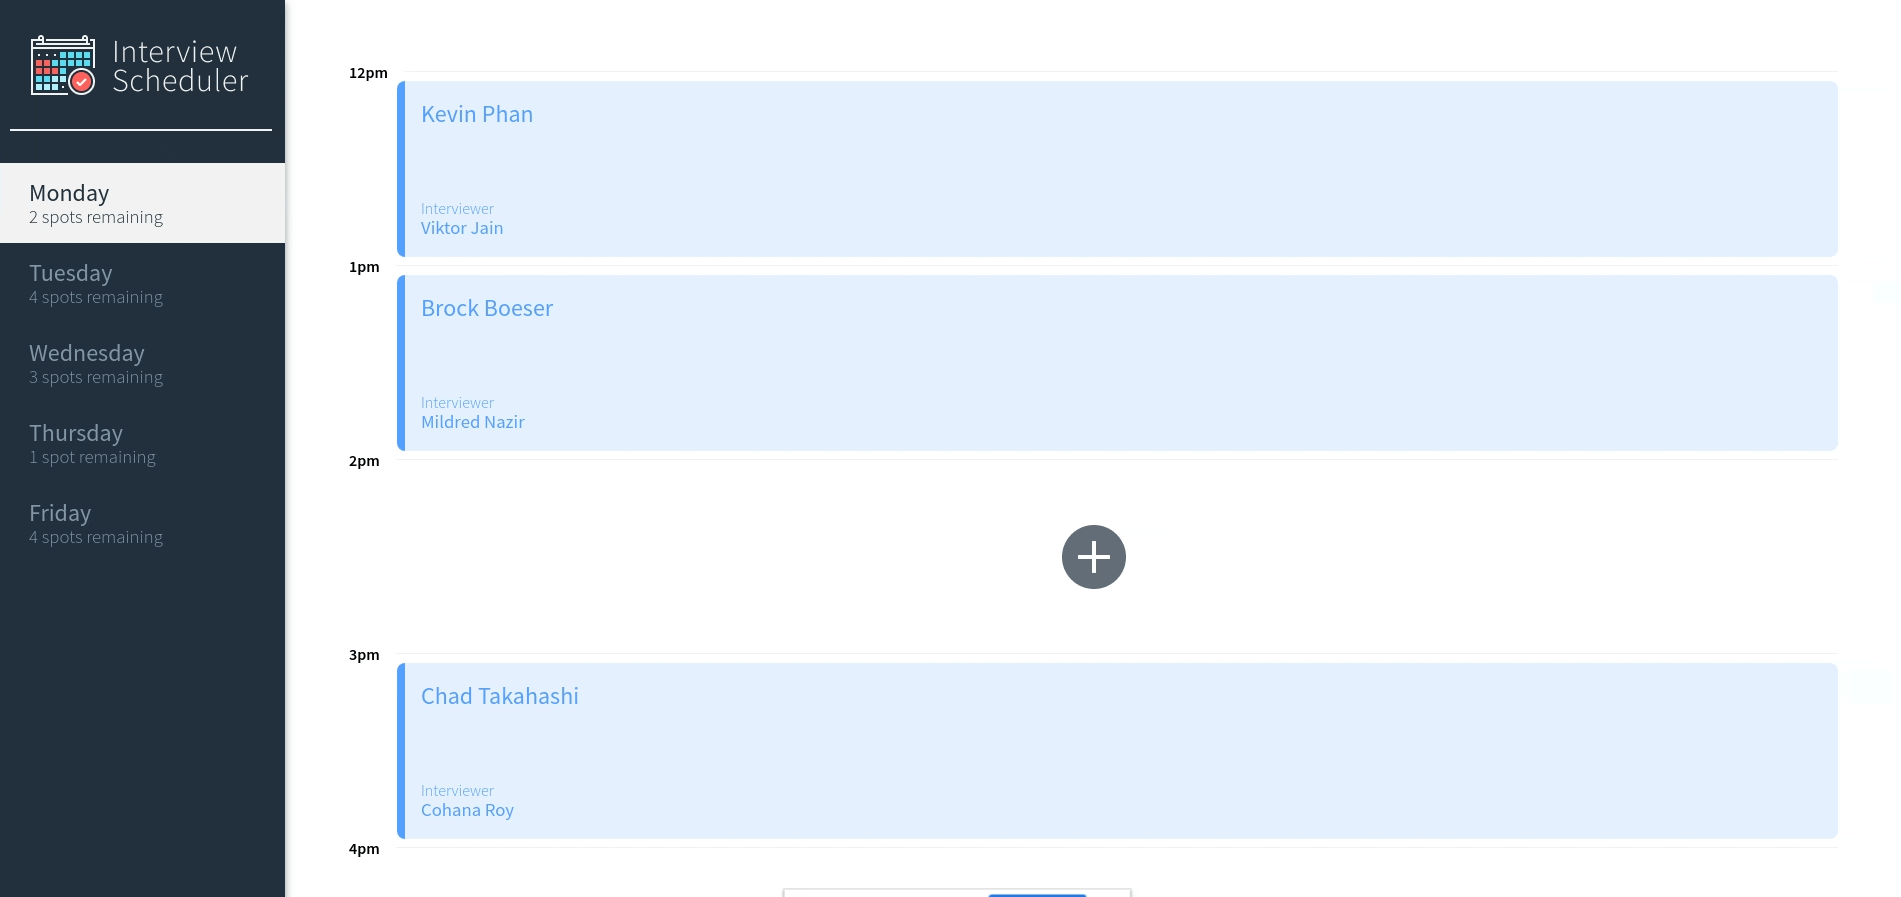 Interview
Scheduler
Monday
2 spots remaining
Tuesday
4 spots remaining
Wednesday
3 spots remaining
Thursday
1 spot remaining
Friday
4 spots remaining
12pm
Kevin Phan
Interviewer
Viktor Jain
1pm
Brock Boeser
Interviewer
Mildred Nazir
2pm
3pm
Chad Takahashi
Interviewer
Cohana Roy
4pm